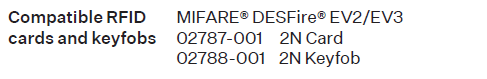 Compatible RFID MIFARE® DESFire® EV2/EV3
cards and keyfobs 02787-001 2N Card
02788-001 2N Keyfob